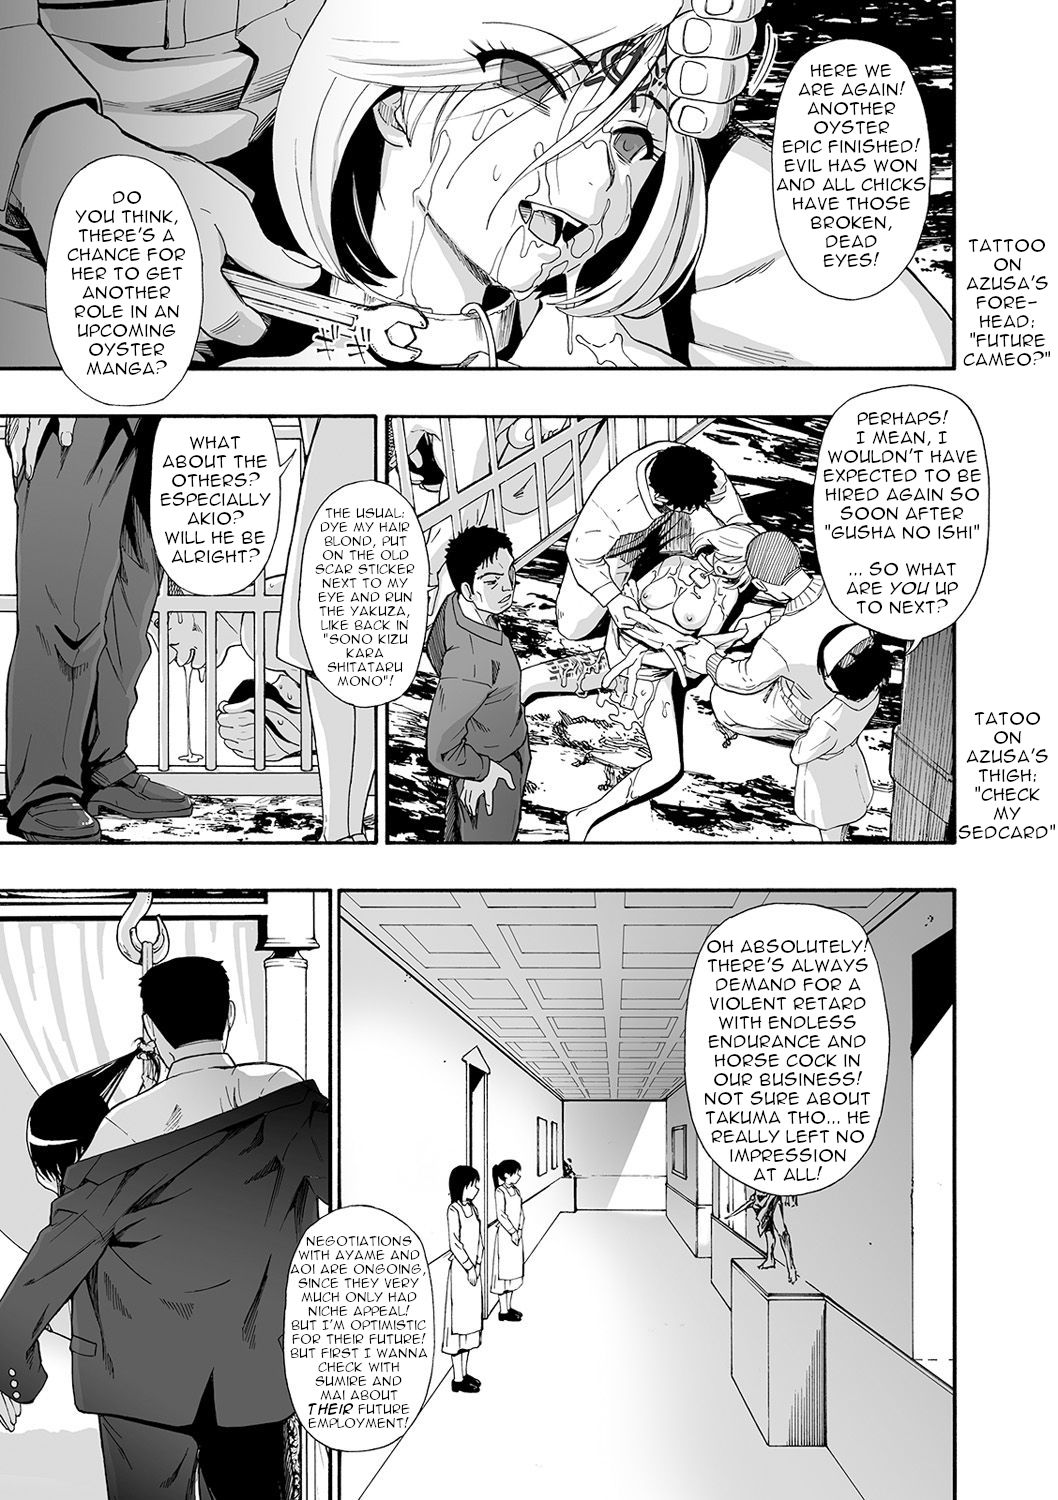 HERE WE
ARE AGAIN!
ANOTHER
OYSTER
EPIC FINISHED!
EVIL HAS WON
AND ALL CHICKS
HAVE THOSE
BROKEN,
DEAD
EYES!
DO
YOU THINK,
THERE'S A
CHANCE FOR
HER TO GET
ANOTHER
ROLE IN AN
UPCOMING
OYSTER
MANGA?
TATTOO
ON
AZUSA'S
FORE-
HEAD:
"FUTURE
CAMEO?"
PERHAPS!
I MEAN, I
WOULDN'T HAVE
EXPECTED TO BE
HIRED AGAIN SO
SOON AFTER
"GUSHA NO ISHI"
... SO WHAT
ARE YOU UP
TO NEXT?
THE USUAL:
DYE MY HAIR
BLOND, PUT
ON THE OLD
SCAR STICKER
NEXT TO MY
EYE AND RUN
THE YAKUZA,
LIKE BACK IN
"SONO KIZU
KARA
SHITATARU
MONO"!
WHAT
ABOUT THE
OTHERS?
ESPECIALLY
AKIO?
WILL HE BE
ALRIGHT?
TATOO
ON
AZUSA'S
THIGH:
"CHECK
MY
SEDCARD"
OH ABSOLUTELY!
THERE'S ALWAYS
DEMAND FOR A
VIOLENT RETARD
WITH ENDLESS
ENDURANCE AND
HORSE COCK IN
OUR BUSINESS!
NOT SURE ABOUT
TAKUMA THO... HE
REALLY LEFT NO
IMPRESSION
AT ALL!
NEGOTIATIONS
WITH AYAME AND
AOI ARE ONGOING,
SINCE THEY VERY
MUCH ONLY HAD
NICHE APPEAL!
BUT I'M OPTIMISTIC
FOR THEIR FUTURE!
BUT FIRST I WANNA
CHECK WITH
SUMIRE AND
MAI ABOUT
THEIR FUTURE
EMPLOYMENT!